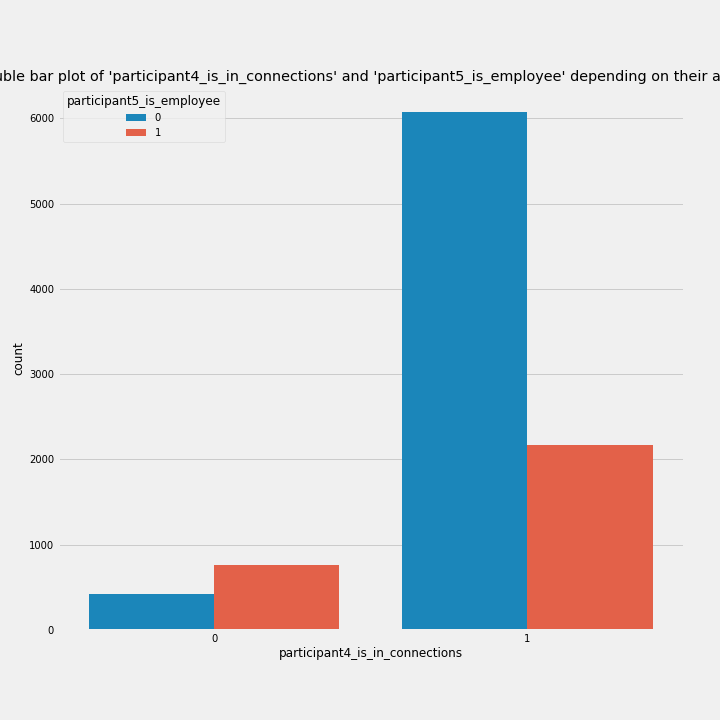 bar plot of 'participant4_is_in_connections' and 'participant5_is_employee' depending on their
participant5_is_employee
0
1
6000
5000
4000
3000
2000
1000
0
count
0 1
participant4_is_in_connections